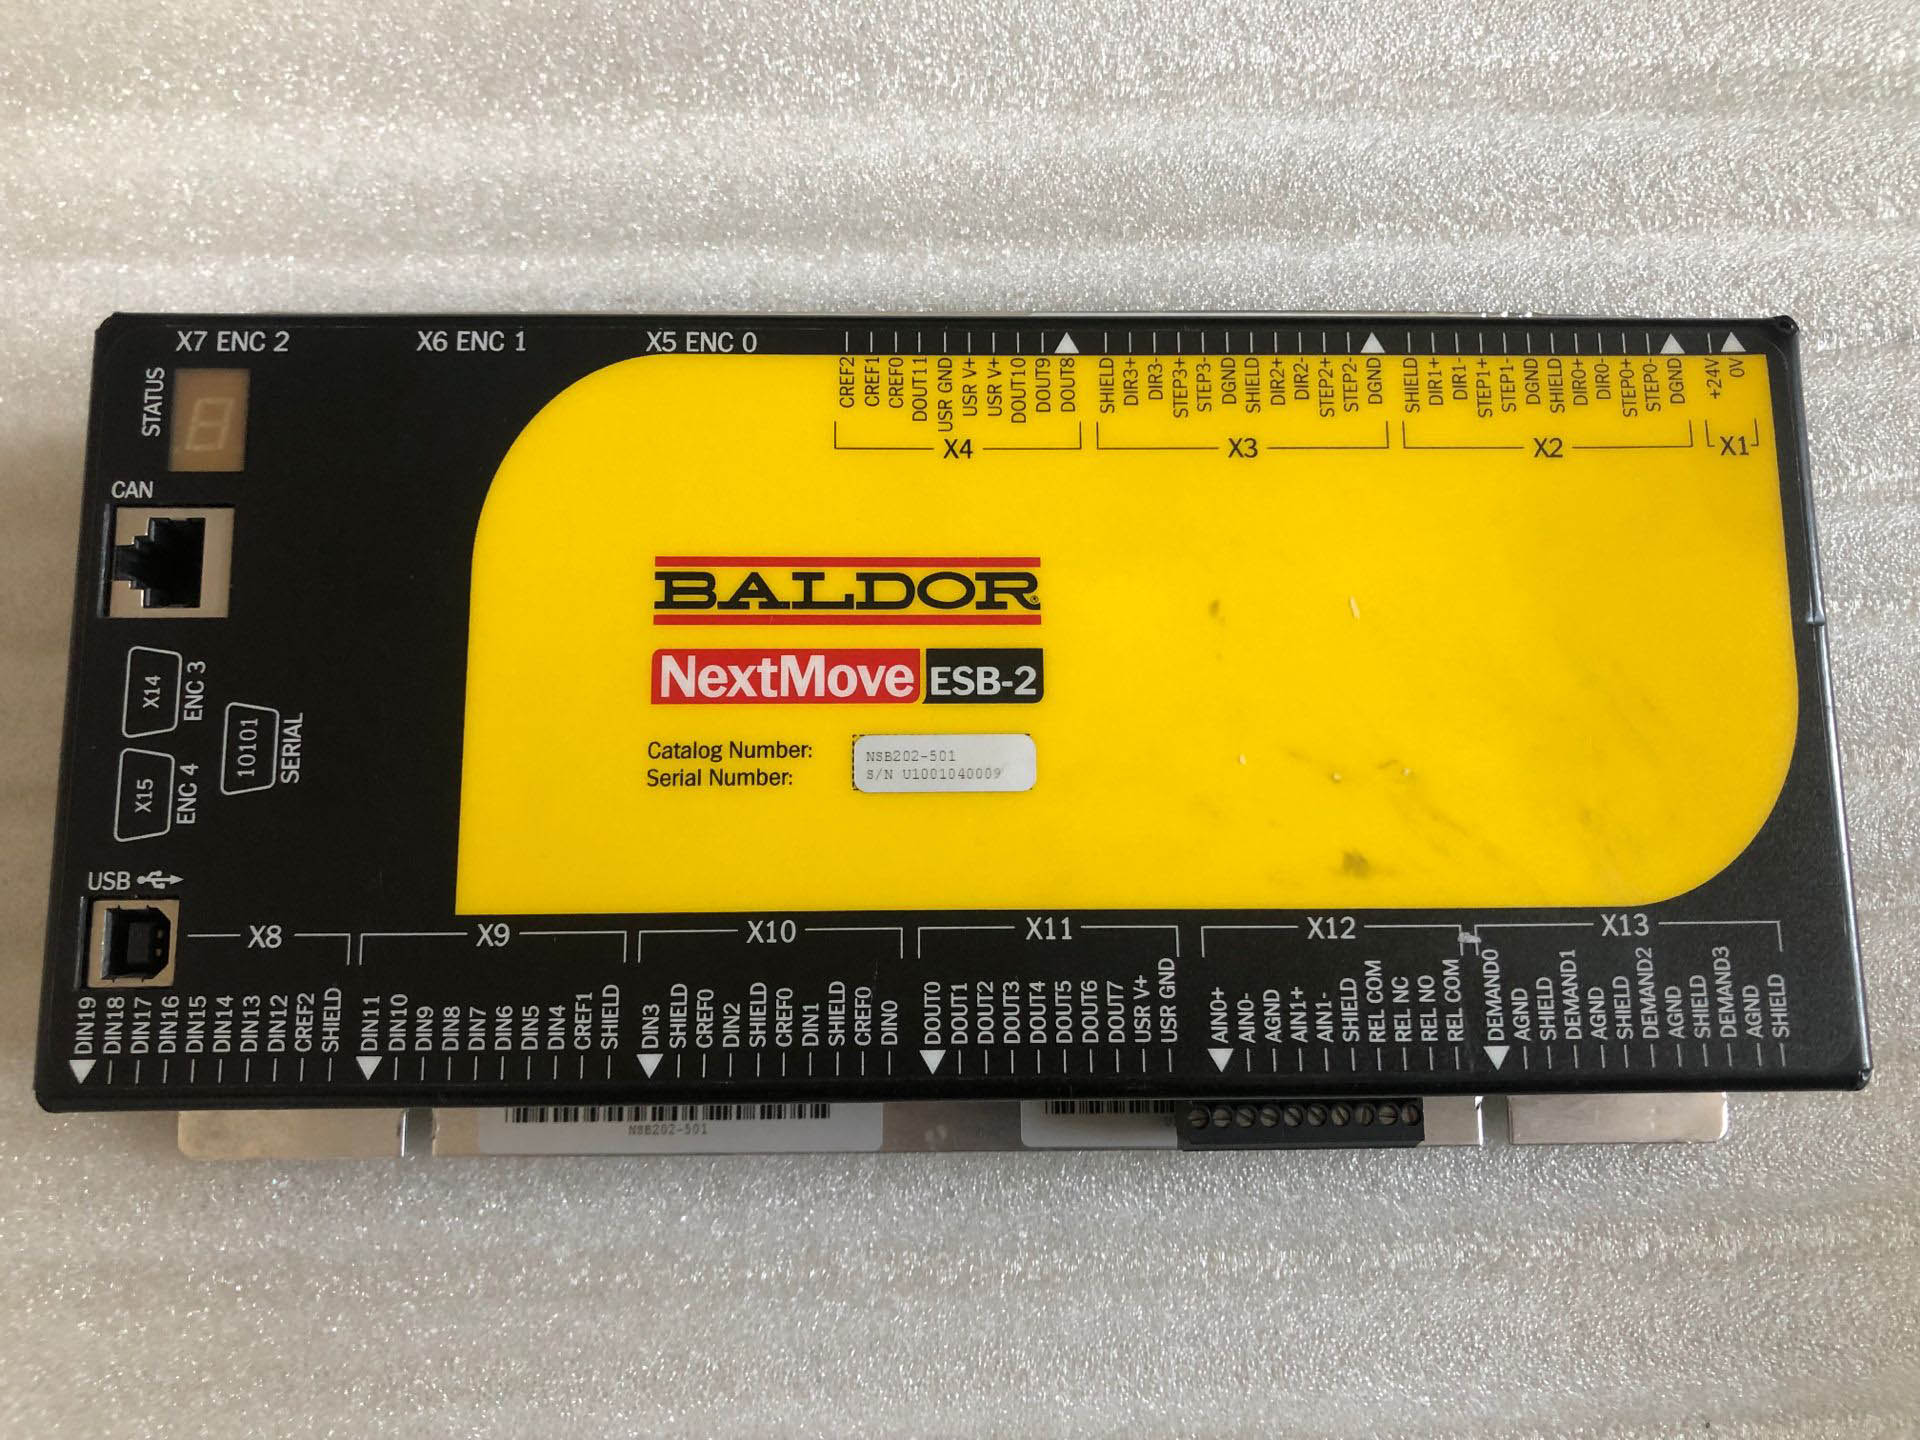 X7 ENC 2
X6 ENC 1
X5 ENC 0
STATUS
CREF2
CREF1
CREF0
DOUT11
USR GND
USR V+
USR V+
DOUT10
DOUT9
DOUT8
X4
SHIELD
DIR3+
DIR3-
STEP3+
STEP3-
DGND
SHIELD
DIR2+
DIR2-
STEP2+
STEP2-
DGND
X3
SHIELD
DIR1+
DIR1-
STEP1+
STEP1-
DGND
SHIELD
DIR0+
DIR0-
STEP0+
STEP0-
DGND
X2
+24V
0V
X1
CAN
BALDOR®
NextMove ESB-2
Catalog Number: NSB202-501
Serial Number: S/N U1001040009
X14
ENC 3
10101
SERIAL
X15
ENC 4
USB
X8
DIN19
DIN18
DIN17
DIN16
DIN15
DIN14
DIN13
DIN12
CREF2
SHIELD
X9
DIN11
DIN10
DIN9
DIN8
DIN7
DIN6
DIN5
DIN4
CREF1
SHIELD
X10
DIN3
SHIELD
CREF0
DIN2
SHIELD
CREF0
DIN1
SHIELD
CREF0
DIN0
X11
DOUT0
DOUT1
DOUT2
DOUT3
DOUT4
DOUT5
DOUT6
DOUT7
USR V+
USR GND
X12
AIN0+
AIN0-
AGND
AIN1+
AIN1-
SHIELD
REL COM
REL NC
REL NO
REL COM
X13
DEMAND0
AGND
SHIELD
DEMAND1
AGND
SHIELD
DEMAND2
AGND
SHIELD
DEMAND3
AGND
SHIELD
NSB202-501